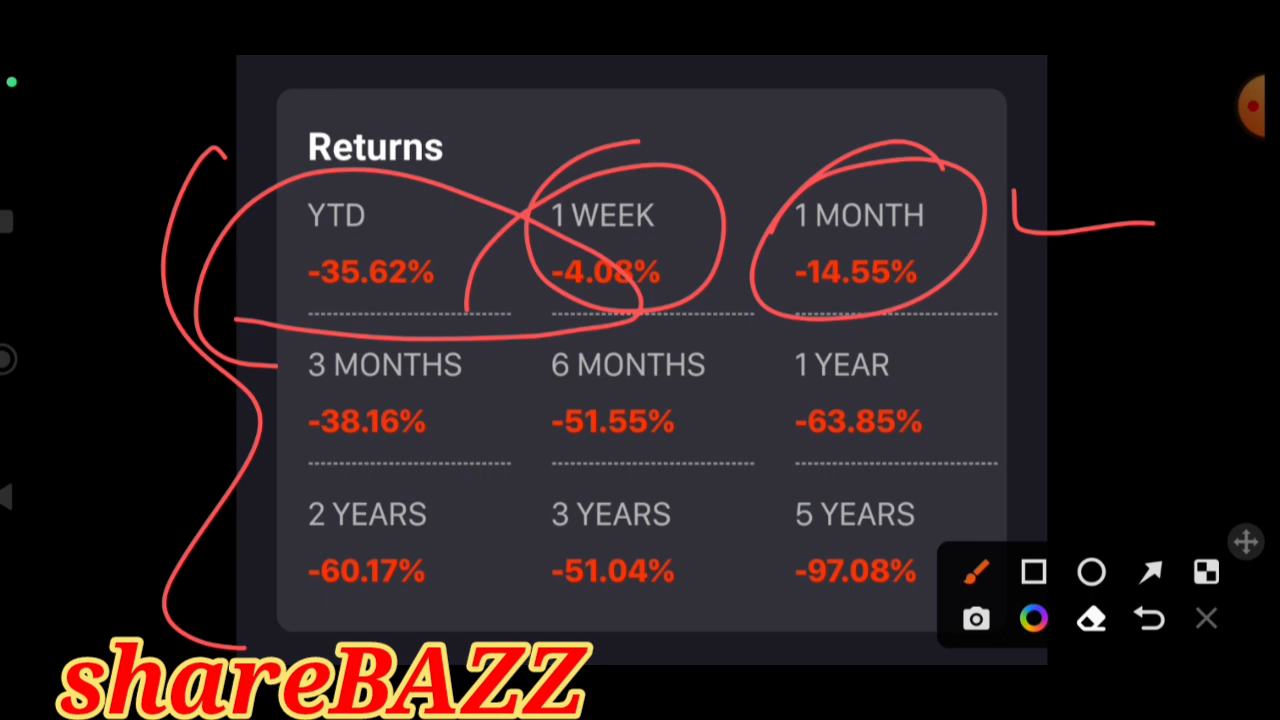 Returns
YTD 1 WEEK 1 MONTH
-35.62% -4.08% -14.55%
3 MONTHS 6 MONTHS 1 YEAR
-38.16% -51.55% -63.85%
2 YEARS 3 YEARS 5 YEARS
-60.17% -51.04% -97.08%
shareBAZZ